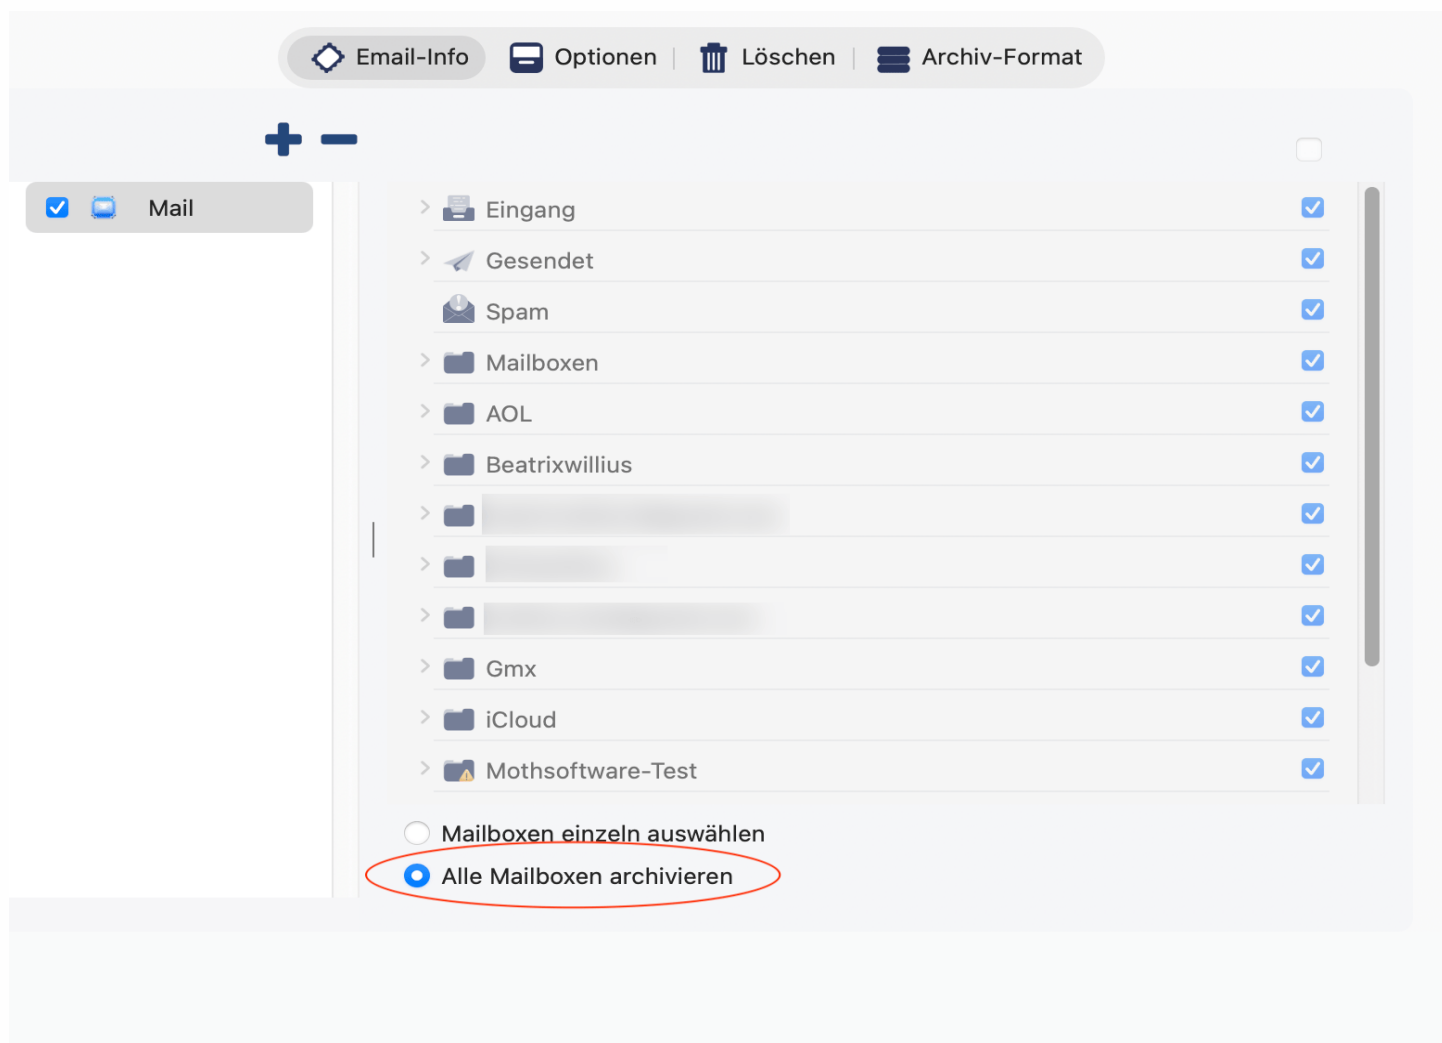 Email-Info Optionen Löschen Archiv-Format
Mail
Eingang
Gesendet
Spam
Mailboxen
AOL
Beatrixwillius
Gmx
iCloud
Mothsoftware-Test
Mailboxen einzeln auswählen
Alle Mailboxen archivieren